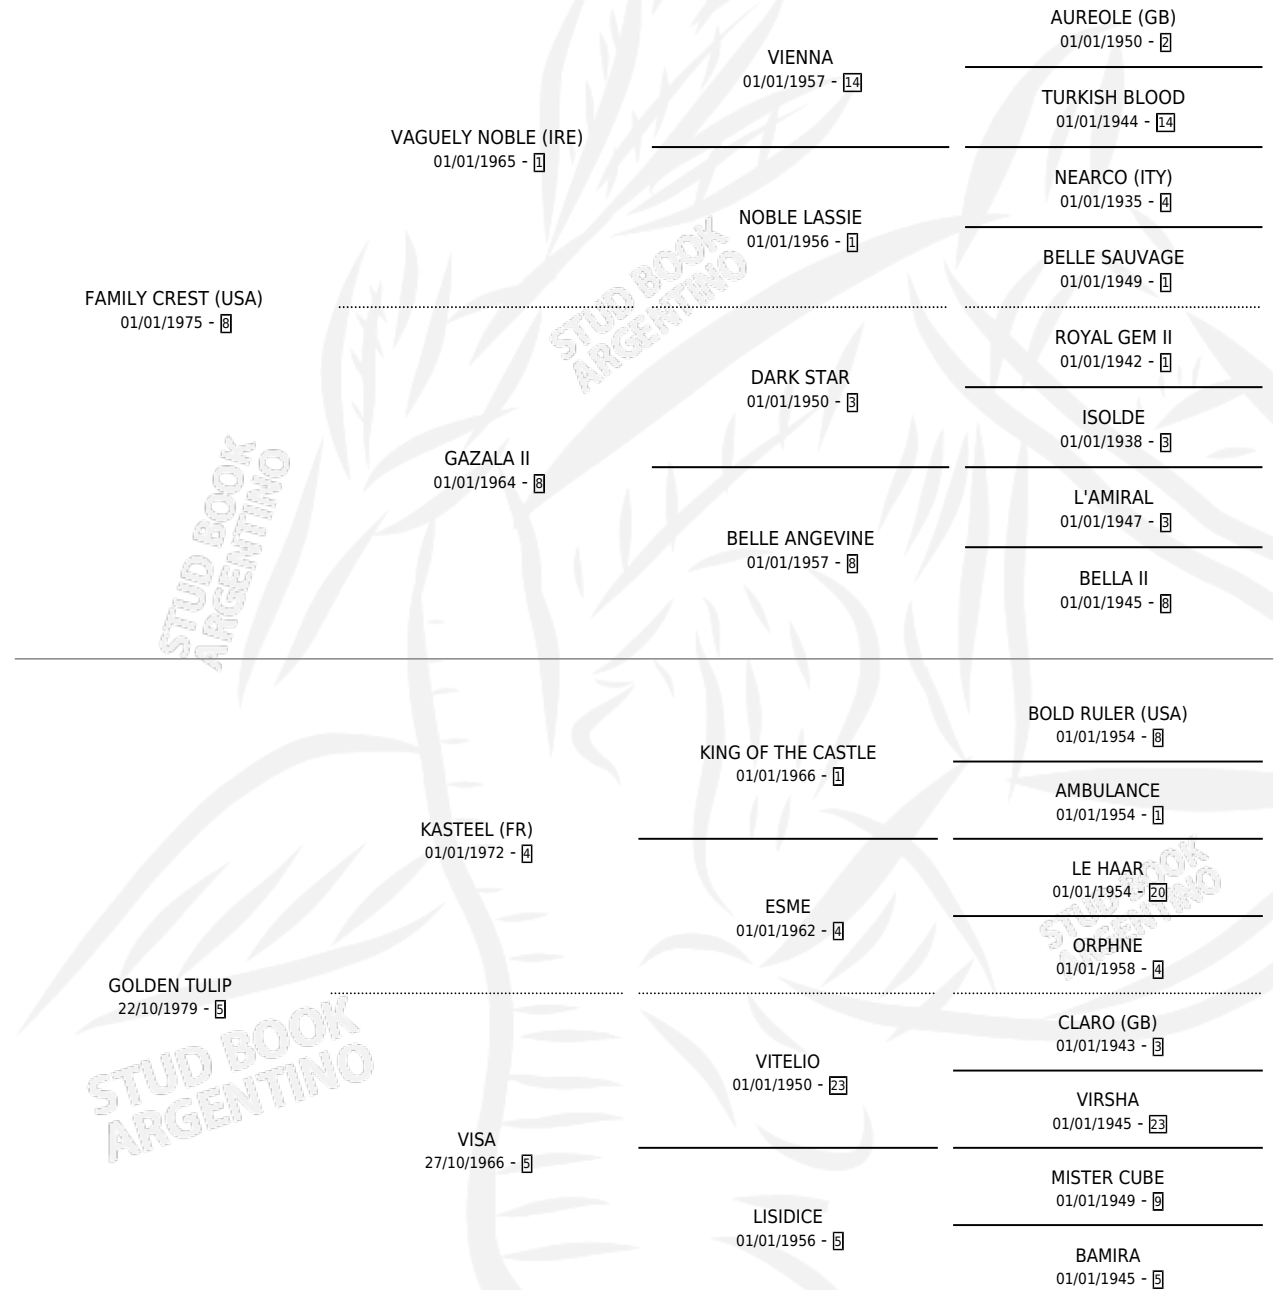 AUREOLE (GB)
01/01/1950 - 2
VIENNA
01/01/1957 - 14
TURKISH BLOOD
01/01/1944 - 14
VAGUELY NOBLE (IRE)
01/01/1965 - 1
NEARCO (ITY)
01/01/1935 - 4
NOBLE LASSIE
01/01/1956 - 1
BELLE SAUVAGE
01/01/1949 - 1
FAMILY CREST (USA)
01/01/1975 - 8
ROYAL GEM II
01/01/1942 - 1
DARK STAR
01/01/1950 - 3
ISOLDE
01/01/1938 - 3
GAZALA II
01/01/1964 - 8
L'AMIRAL
01/01/1947 - 3
BELLE ANGEVINE
01/01/1957 - 8
BELLA II
01/01/1945 - 8
BOLD RULER (USA)
01/01/1954 - 8
KING OF THE CASTLE
01/01/1966 - 1
AMBULANCE
01/01/1954 - 1
KASTEEL (FR)
01/01/1972 - 4
LE HAAR
01/01/1954 - 20
ESME
01/01/1962 - 4
ORPHNE
01/01/1958 - 4
GOLDEN TULIP
22/10/1979 - 5
CLARO (GB)
01/01/1943 - 3
VITELIO
01/01/1950 - 23
VIRSHA
01/01/1945 - 23
VISA
27/10/1966 - 5
MISTER CUBE
01/01/1949 - 9
LISIDICE
01/01/1956 - 5
BAMIRA
01/01/1945 - 5
STUD BOOK
ARGENTINO
STUD BOOK
ARGENTINO
STUD BOOK
ARGENTINO
STUD BOOK
ARGENTINO